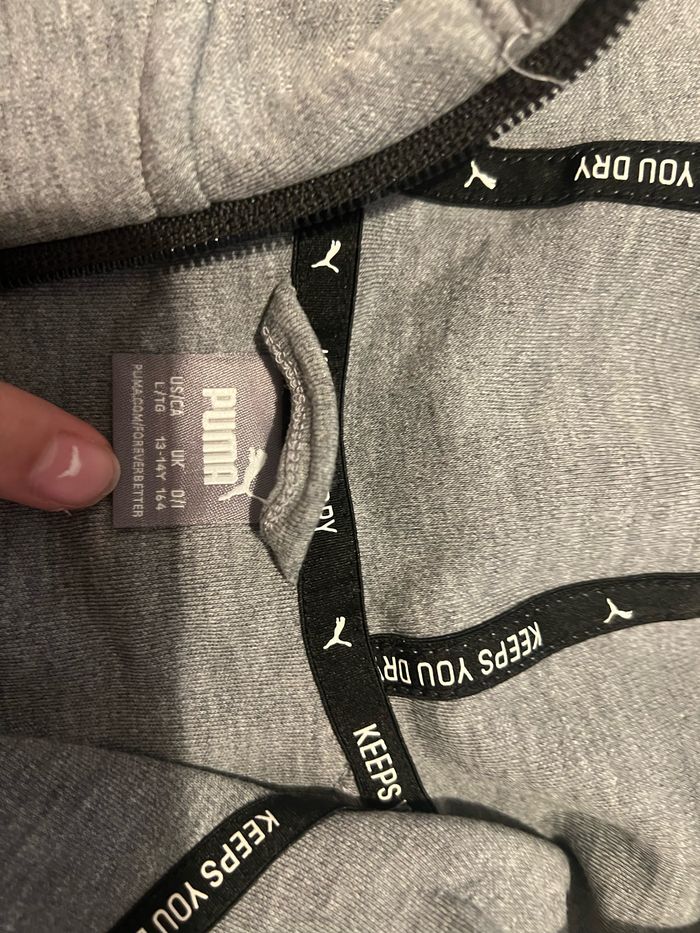 YOU DRY
PUMA
US/CA UK D/I
L/TG 13-14Y 164
PUMA.COM/FOREVERBETTER
KEEPS YOU DRY
KEEPS
KEEPS YOU